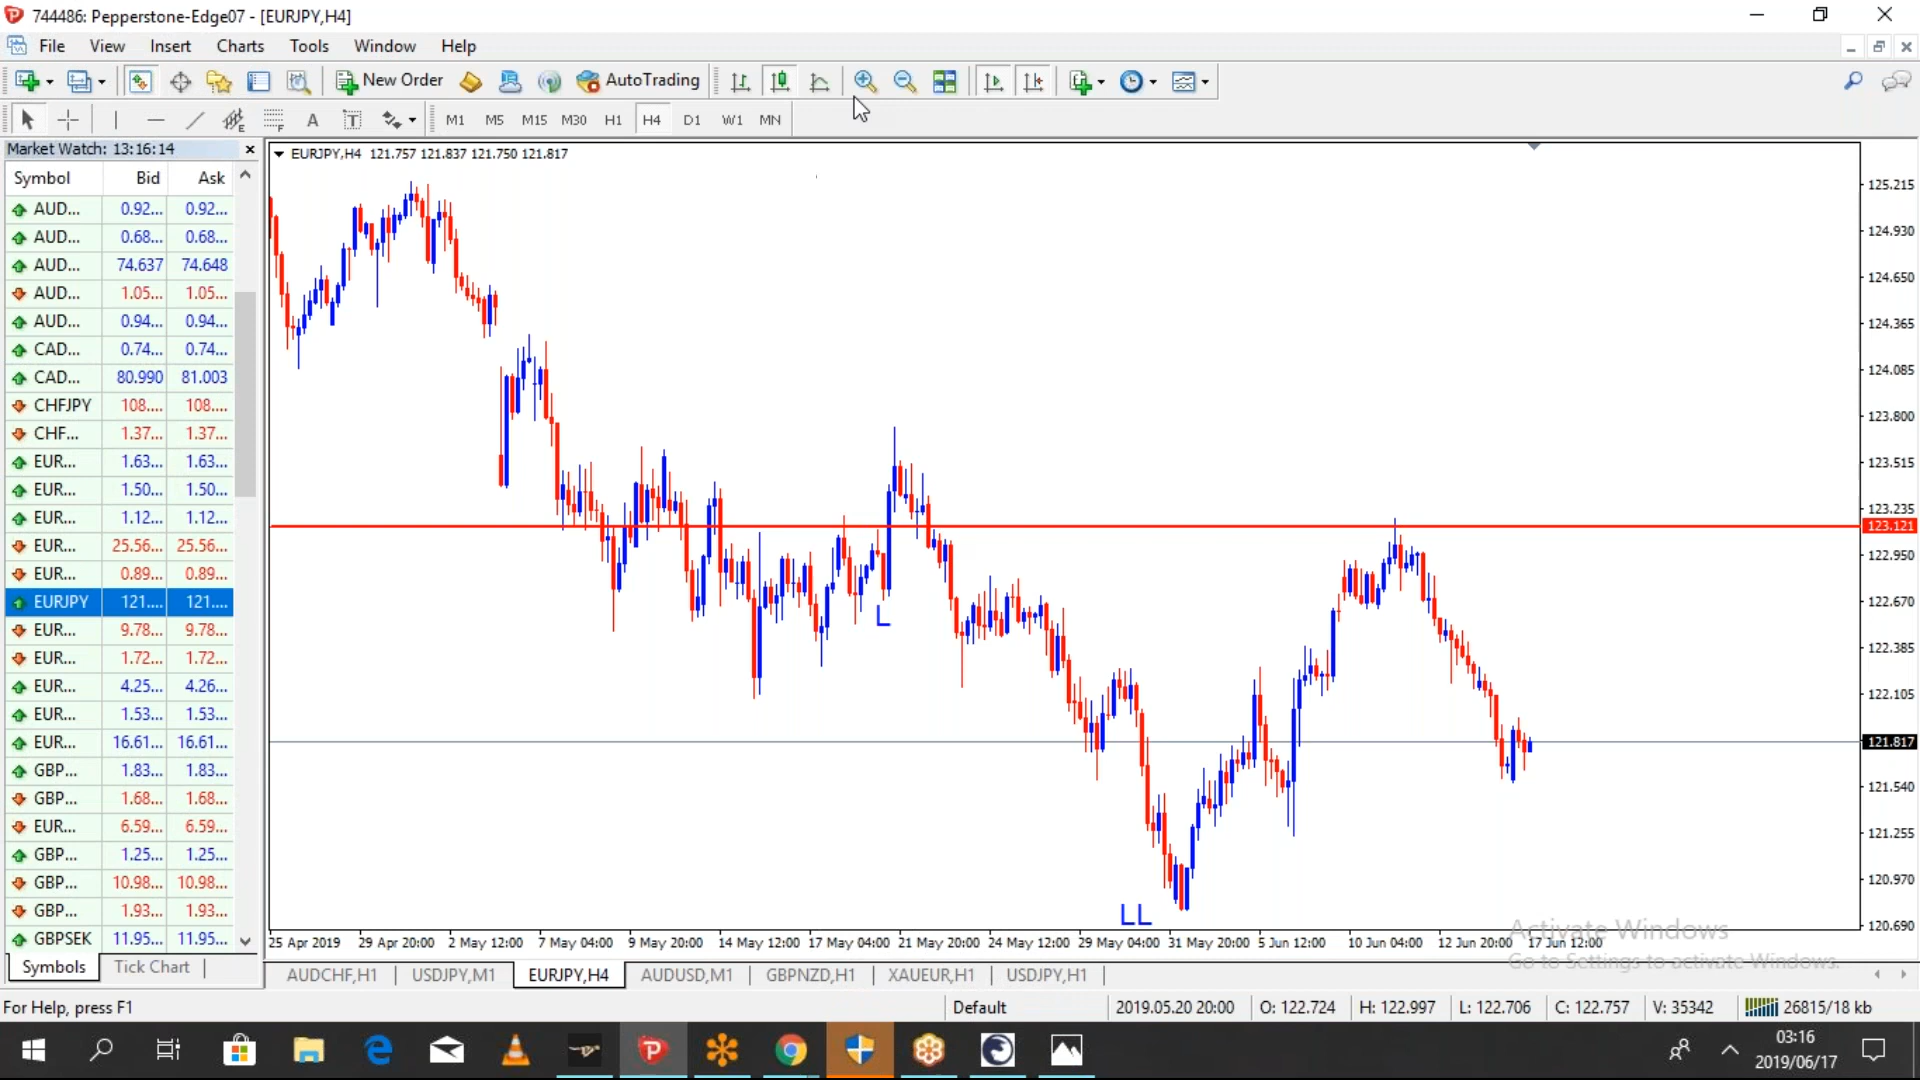 744486: Pepperstone-Edge07 - [EURJPY,H4]
File View Insert Charts Tools Window Help
New Order AutoTrading
A T M1 M5 M15 M30 H1 H4 D1 W1 MN
Market Watch: 13:16:14
Symbol Bid Ask
AUD... 0.92... 0.92...
AUD... 0.68... 0.68...
AUD... 74.637 74.648
AUD... 1.05... 1.05...
AUD... 0.94... 0.94...
CAD... 0.74... 0.74...
CAD... 80.990 81.003
CHFJPY 108.... 108....
CHF... 1.37... 1.37...
EUR... 1.63... 1.63...
EUR... 1.50... 1.50...
EUR... 1.12... 1.12...
EUR... 25.56... 25.56...
EUR... 0.89... 0.89...
EURJPY 121.... 121....
EUR... 9.78... 9.78...
EUR... 1.72... 1.72...
EUR... 4.25... 4.26...
EUR... 1.53... 1.53...
EUR... 16.61... 16.61...
GBP... 1.83... 1.83...
GBP... 1.68... 1.68...
EUR... 6.59... 6.59...
GBP... 1.25... 1.25...
GBP... 10.98... 10.98...
GBP... 1.93... 1.93...
GBPSEK 11.95... 11.95...
Symbols Tick Chart
EURJPY,H4 121.757 121.837 121.750 121.817
L
LL
125.215
124.930
124.650
124.365
124.085
123.800
123.515
123.235
123.121
122.950
122.670
122.385
122.105
121.817
121.540
121.255
120.970
120.690
25 Apr 2019 29 Apr 20:00 2 May 12:00 7 May 04:00 9 May 20:00 14 May 12:00 17 May 04:00 21 May 20:00 24 May 12:00 29 May 04:00 31 May 20:00 5 Jun 12:00 10 Jun 04:00 12 Jun 20:00 17 Jun 12:00
Activate Windows
Go to Settings to activate Windows.
AUDCHF,H1 USDJPY,M1 EURJPY,H4 AUDUSD,M1 GBPNZD,H1 XAUEUR,H1 USDJPY,H1
For Help, press F1 Default 2019.05.20 20:00 O: 122.724 H: 122.997 L: 122.706 C: 122.757 V: 35342 26815/18 kb
03:16
2019/06/17